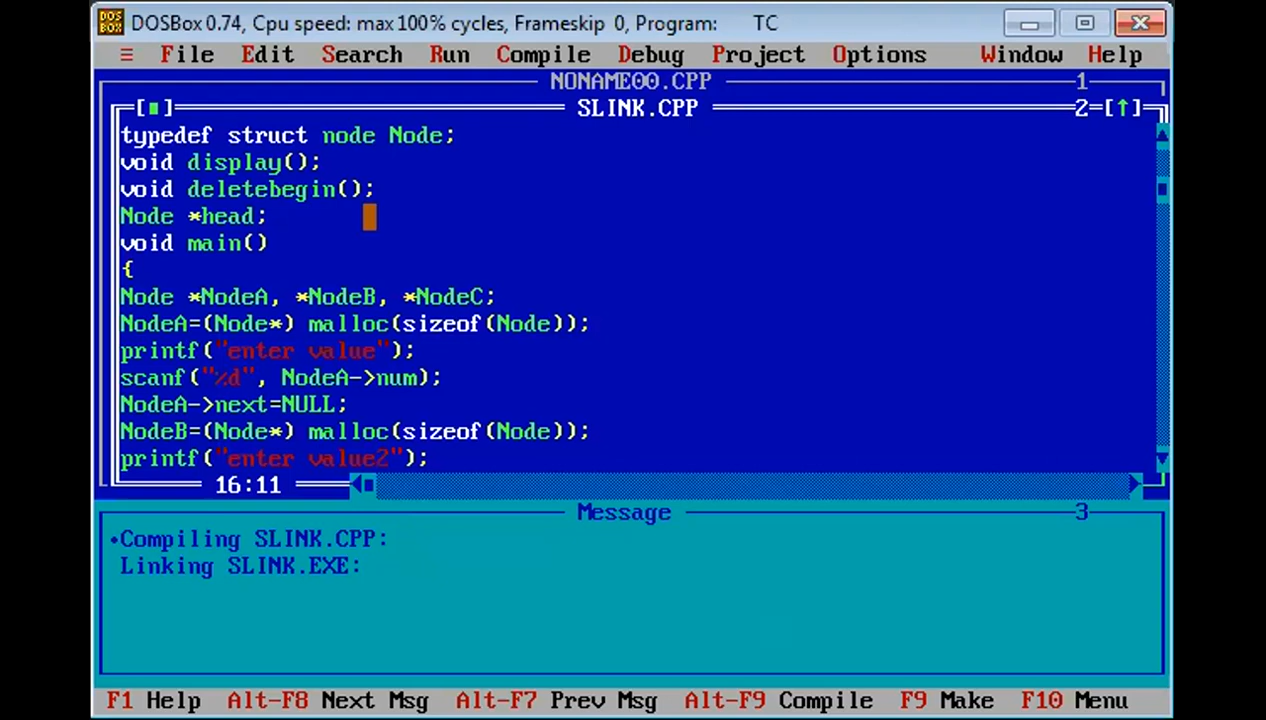 DOSBox 0.74, Cpu speed: max 100% cycles, Frameskip 0, Program: TC
≡ File Edit Search Run Compile Debug Project Options Window Help
NONAME00.CPP 1
[■] SLINK.CPP 2=[↑]
typedef struct node Node;
void display();
void deletebegin();
Node *head;
void main()
{
Node *NodeA, *NodeB, *NodeC;
NodeA=(Node*) malloc(sizeof(Node));
printf("enter value");
scanf("%d", NodeA->num);
NodeA->next=NULL;
NodeB=(Node*) malloc(sizeof(Node));
printf("enter value2");
16:11
Message 3
•Compiling SLINK.CPP:
Linking SLINK.EXE:
F1 Help Alt-F8 Next Msg Alt-F7 Prev Msg Alt-F9 Compile F9 Make F10 Menu